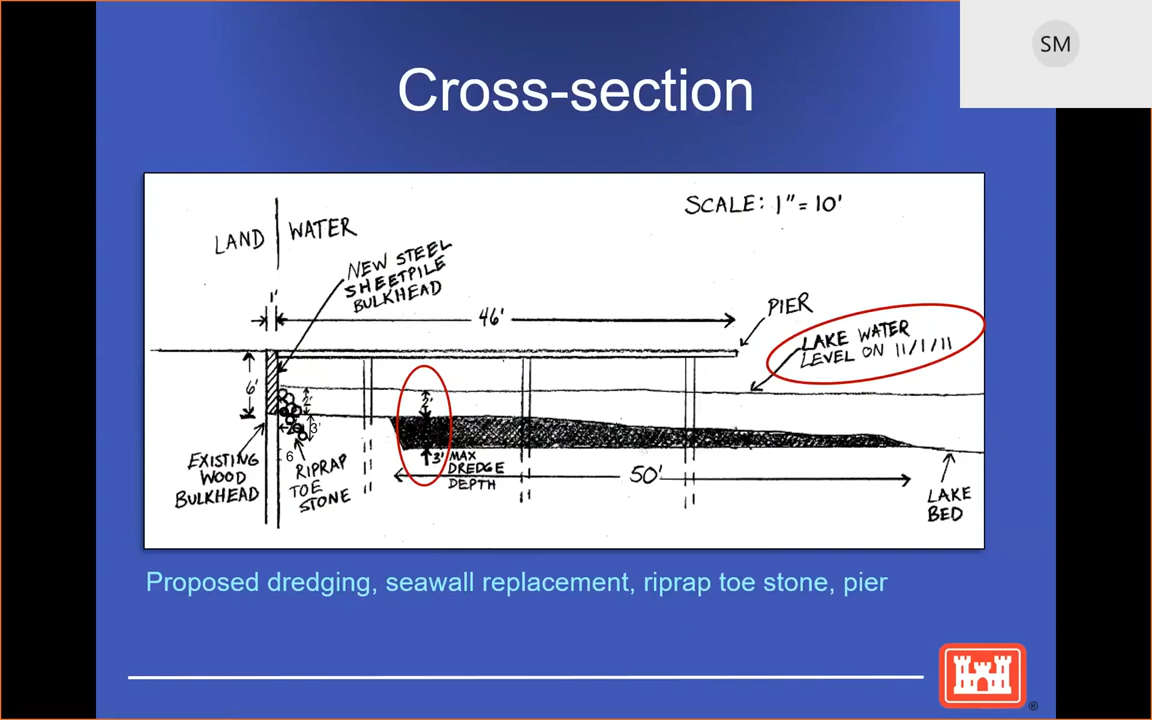 SM
Cross-section
SCALE: 1"=10'
LAND
WATER
NEW STEEL
SHEETPILE
BULKHEAD
1'
46'
PIER
LAKE WATER
LEVEL ON 11/1/11
6'
2'
2'
3'
6
3' MAX
DREDGE
DEPTH
50'
EXISTING
WOOD
BULKHEAD
RIPRAP
TOE
STONE
LAKE
BED
Proposed dredging, seawall replacement, riprap toe stone, pier
®